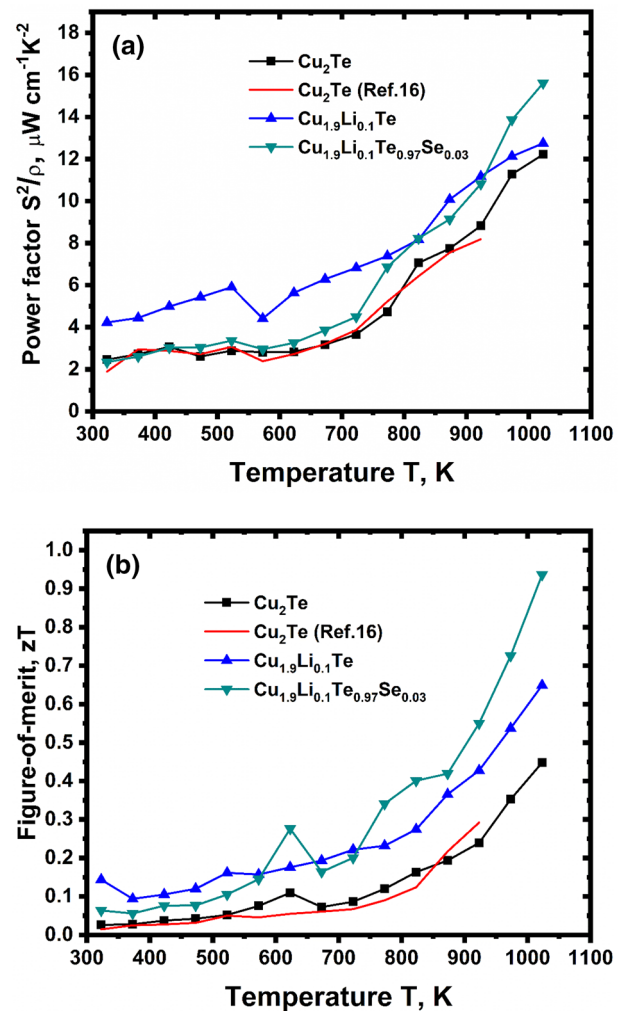 (a)
Cu₂Te
Cu₂Te (Ref.16)
Cu₁.₉Li₀.₁Te
Cu₁.₉Li₀.₁Te₀.₉₇Se₀.₀₃
Power factor S²/ρ, μW cm⁻¹K⁻²
18
16
14
12
10
8
6
4
2
0
300 400 500 600 700 800 900 1000 1100
Temperature T, K
(b)
Cu₂Te
Cu₂Te (Ref.16)
Cu₁.₉Li₀.₁Te
Cu₁.₉Li₀.₁Te₀.₉₇Se₀.₀₃
Figure-of-merit, zT
1.0
0.9
0.8
0.7
0.6
0.5
0.4
0.3
0.2
0.1
0.0
300 400 500 600 700 800 900 1000 1100
Temperature T, K